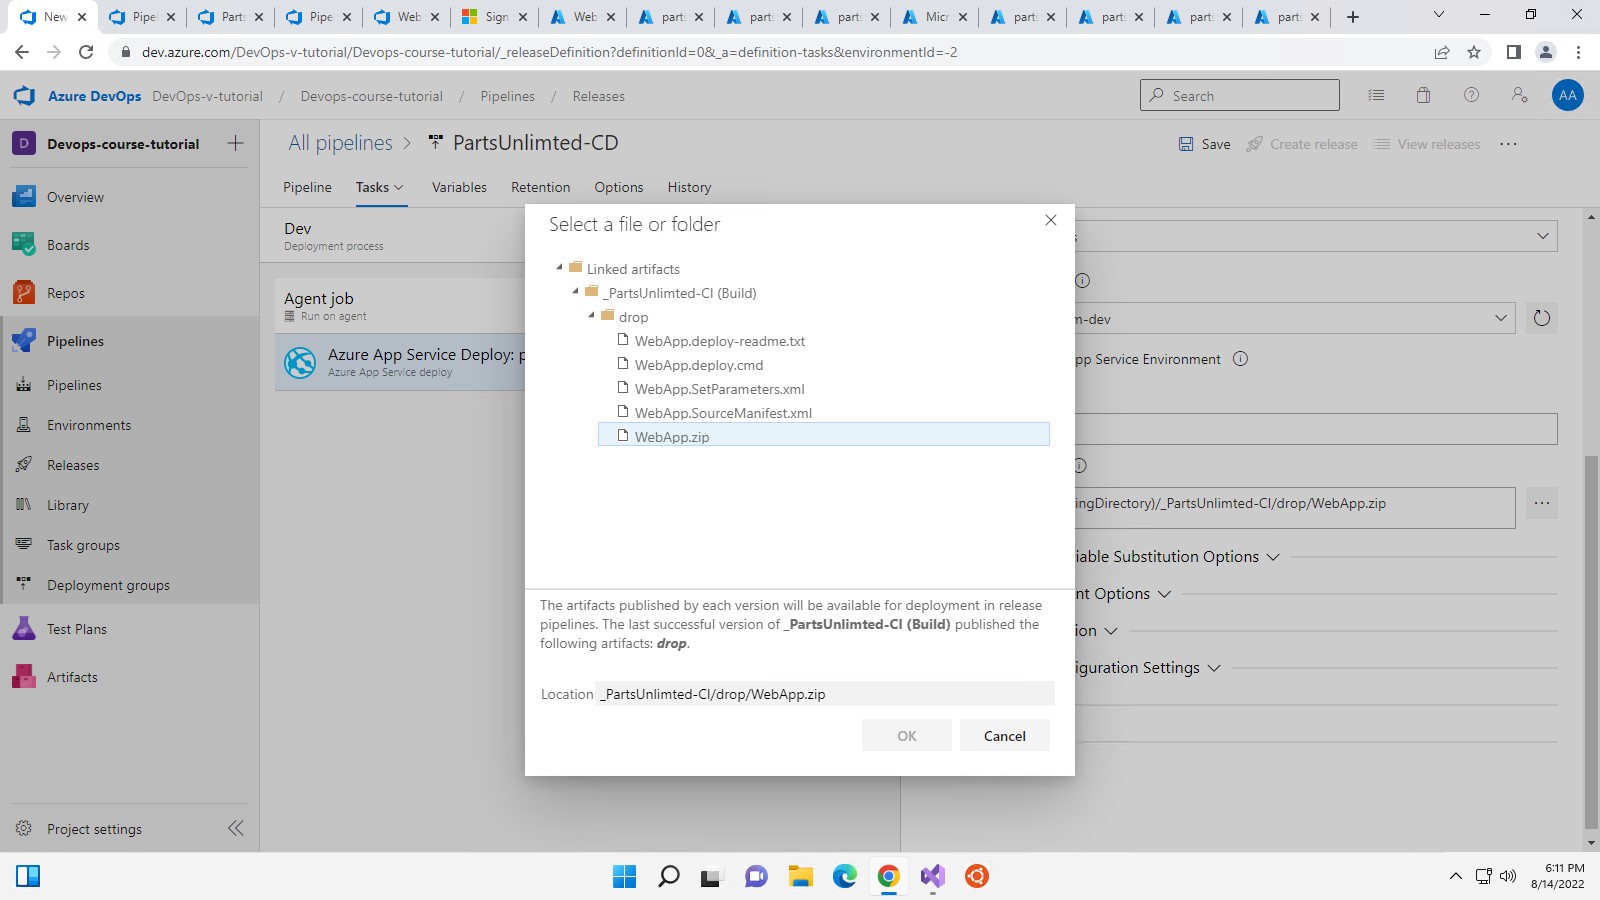 New
Pipel
Parts
Pipe
Web
Sign
Web
parts
parts
parts
Micr
parts
parts
parts
parts
dev.azure.com/DevOps-v-tutorial/Devops-course-tutorial/_releaseDefinition?definitionId=0&_a=definition-tasks&environmentId=-2
Azure DevOps DevOps-v-tutorial / Devops-course-tutorial / Pipelines / Releases
Search
AA
D Devops-course-tutorial
All pipelines > PartsUnlimted-CD
Save Create release View releases
Overview
Boards
Repos
Pipelines
Pipelines
Environments
Releases
Library
Task groups
Deployment groups
Test Plans
Artifacts
Project settings
Pipeline Tasks Variables Retention Options History
Dev
Deployment process
Agent job
Run on agent
Azure App Service Deploy: p
Azure App Service deploy
Select a file or folder
Linked artifacts
_PartsUnlimted-CI (Build)
drop
WebApp.deploy-readme.txt
WebApp.deploy.cmd
WebApp.SetParameters.xml
WebApp.SourceManifest.xml
WebApp.zip
The artifacts published by each version will be available for deployment in release
pipelines. The last successful version of _PartsUnlimted-CI (Build) published the
following artifacts: drop.
Location _PartsUnlimted-CI/drop/WebApp.zip
OK Cancel
s
m-dev
pp Service Environment
ingDirectory)/_PartsUnlimted-CI/drop/WebApp.zip
iable Substitution Options
nt Options
ion
iguration Settings
6:11 PM
8/14/2022